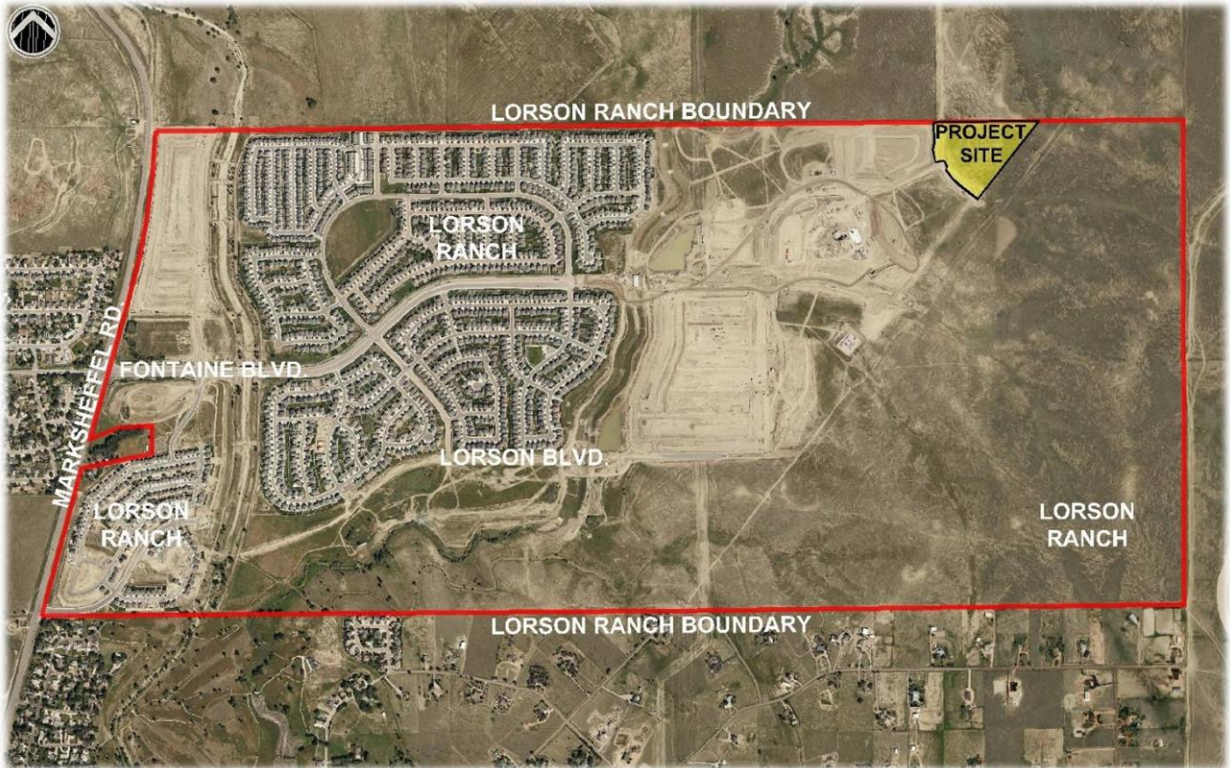 LORSON RANCH BOUNDARY
PROJECT
SITE
LORSON
RANCH
MARKSHEFFEL RD.
FONTAINE BLVD.
LORSON BLVD.
LORSON
RANCH
LORSON
RANCH
LORSON RANCH BOUNDARY